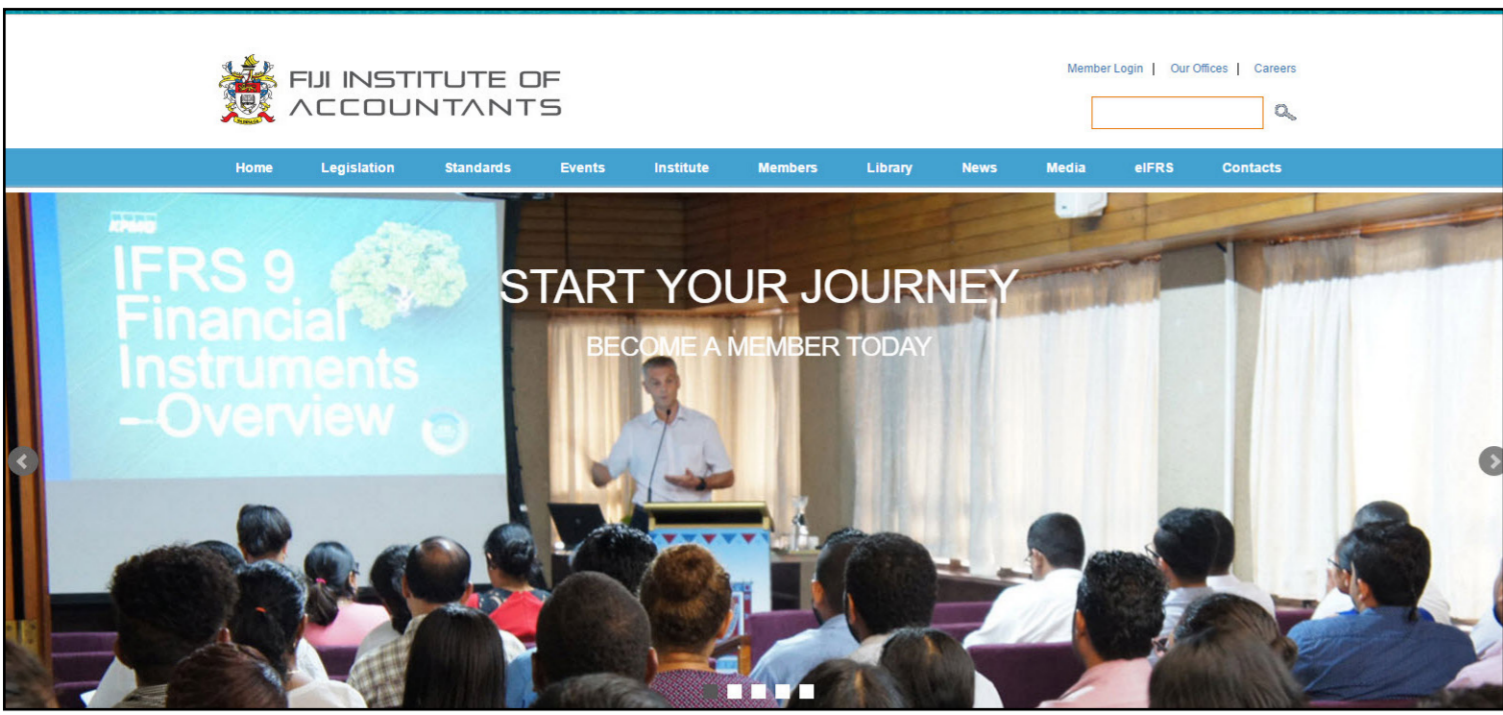 FIJI INSTITUTE OF
ACCOUNTANTS
Member Login | Our Offices | Careers
Home Legislation Standards Events Institute Members Library News Media eIFRS Contacts
KPMG
IFRS 9
Financial
Instruments
– Overview
START YOUR JOURNEY
BECOME A MEMBER TODAY